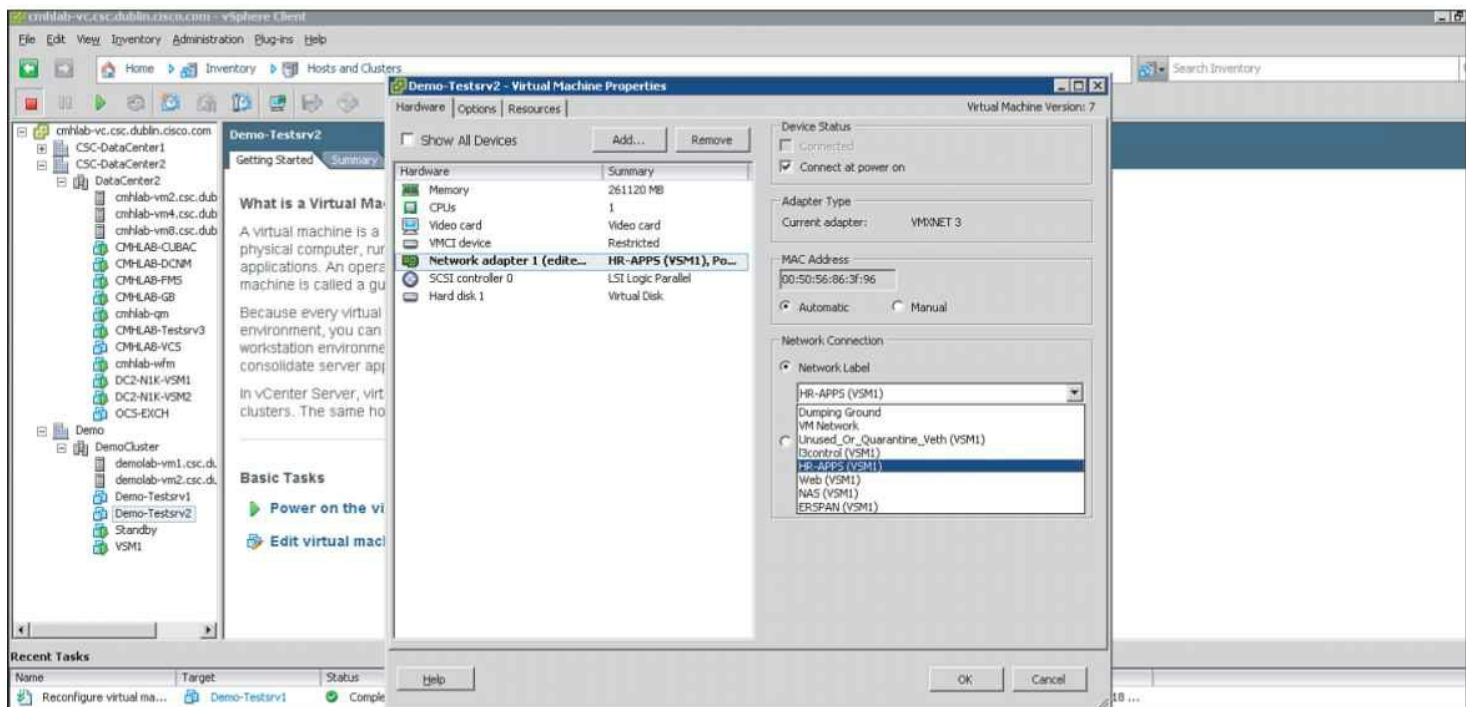 cmhlab-vc.csc.dublin.cisco.com - vSphere Client
File Edit View Inventory Administration Plug-ins Help
Home Inventory Hosts and Clusters
Search Inventory
cmhlab-vc.csc.dublin.cisco.com
CSC-DataCenter1
CSC-DataCenter2
DataCenter2
cmhlab-vm2.csc.dub
cmhlab-vm4.csc.dub
cmhlab-vm8.csc.dub
CMHLAB-CUBAC
CMHLAB-DCNM
CMHLAB-FMS
CMHLAB-GB
cmhlab-qm
CMHLAB-Testsrv3
CMHLAB-VCS
cmhlab-wfm
DC2-N1K-VSM1
DC2-N1K-VSM2
OCS-EXCH
Demo
DemoCluster
demolab-vm1.csc.du
demolab-vm2.csc.du
Demo-Testsrv1
Demo-Testsrv2
Standby
VSM1
Demo-Testsrv2
Getting Started Summary
What is a Virtual Ma
A virtual machine is a
physical computer, rur
applications. An opera
machine is called a gu
Because every virtual
environment, you can
workstation environme
consolidate server app
In vCenter Server, virt
clusters. The same ho
Basic Tasks
Power on the vi
Edit virtual mac
Demo-Testsrv2 - Virtual Machine Properties
Hardware Options Resources
Virtual Machine Version: 7
Show All Devices
Add... Remove
Hardware Summary
Memory 261120 MB
CPUs 1
Video card Video card
VMCI device Restricted
Network adapter 1 (edite... HR-APPS (VSM1), Po...
SCSI controller 0 LSI Logic Parallel
Hard disk 1 Virtual Disk
Device Status
Connected
Connect at power on
Adapter Type
Current adapter: VMXNET 3
MAC Address
00:50:56:86:3f:96
Automatic Manual
Network Connection
Network Label
HR-APPS (VSM1)
Dumping Ground
VM Network
Unused_Or_Quarantine_Veth (VSM1)
l3control (VSM1)
HR-APPS (VSM1)
Web (VSM1)
NAS (VSM1)
ERSPAN (VSM1)
Help
OK Cancel
Recent Tasks
Name Target Status
Reconfigure virtual ma... Demo-Testsrv1 Comple
18 ...